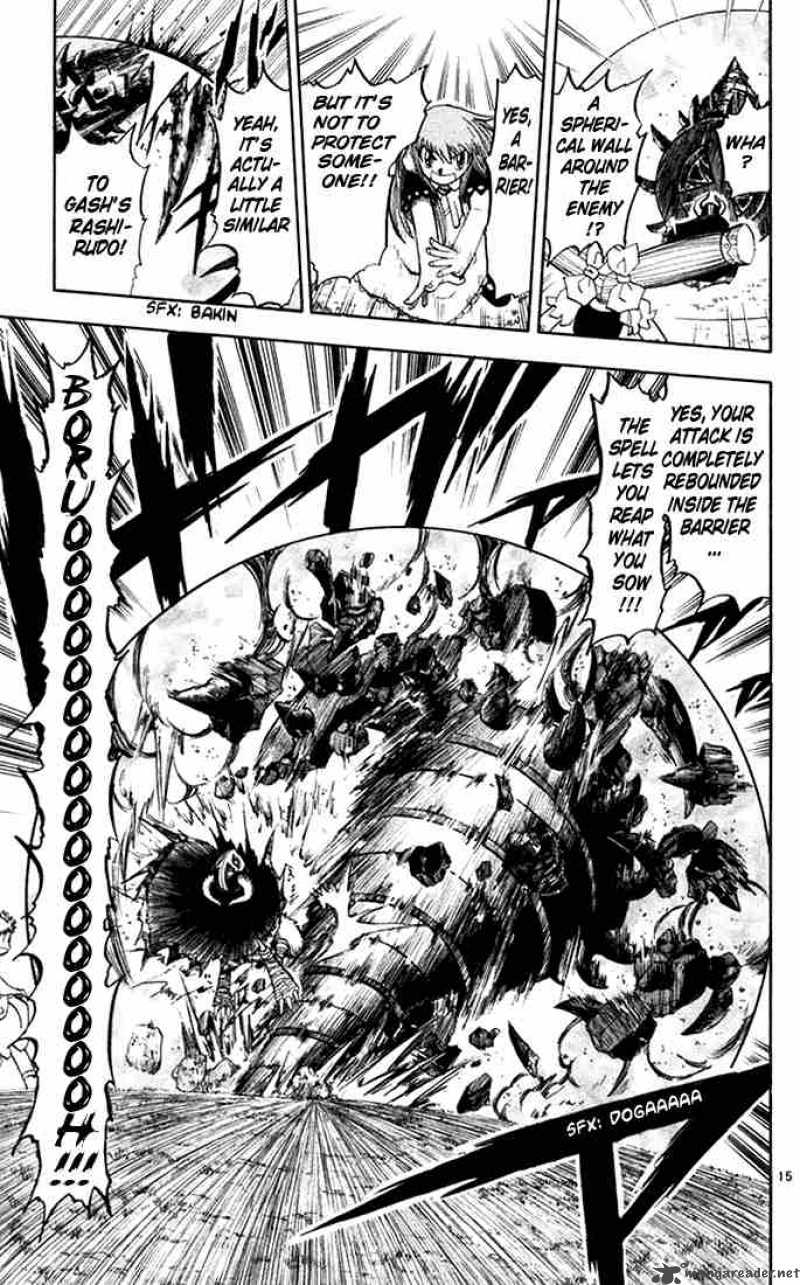 WHA
?
A
SPHERI-
CAL WALL
AROUND
THE
ENEMY
!?
YES,
A
BAR-
RIER!
BUT IT'S
NOT TO
PROTECT
SOME-
ONE!!
YEAH,
IT'S
ACTU-
ALLY A
LITTLE
SIMILAR
TO
GASH'S
RASHI-
RUDO!
SFX: BAKIN
YES, YOUR
ATTACK IS
COMPLETELY
REBOUNDED
INSIDE THE
BARRIER
...
THE
SPELL
LETS
YOU
REAP
WHAT
YOU
SOW
!!!
BORUOOOOOOOOOOOOOOOOOH!!!
SFX: DOGAAAAA
15
mangareader.net